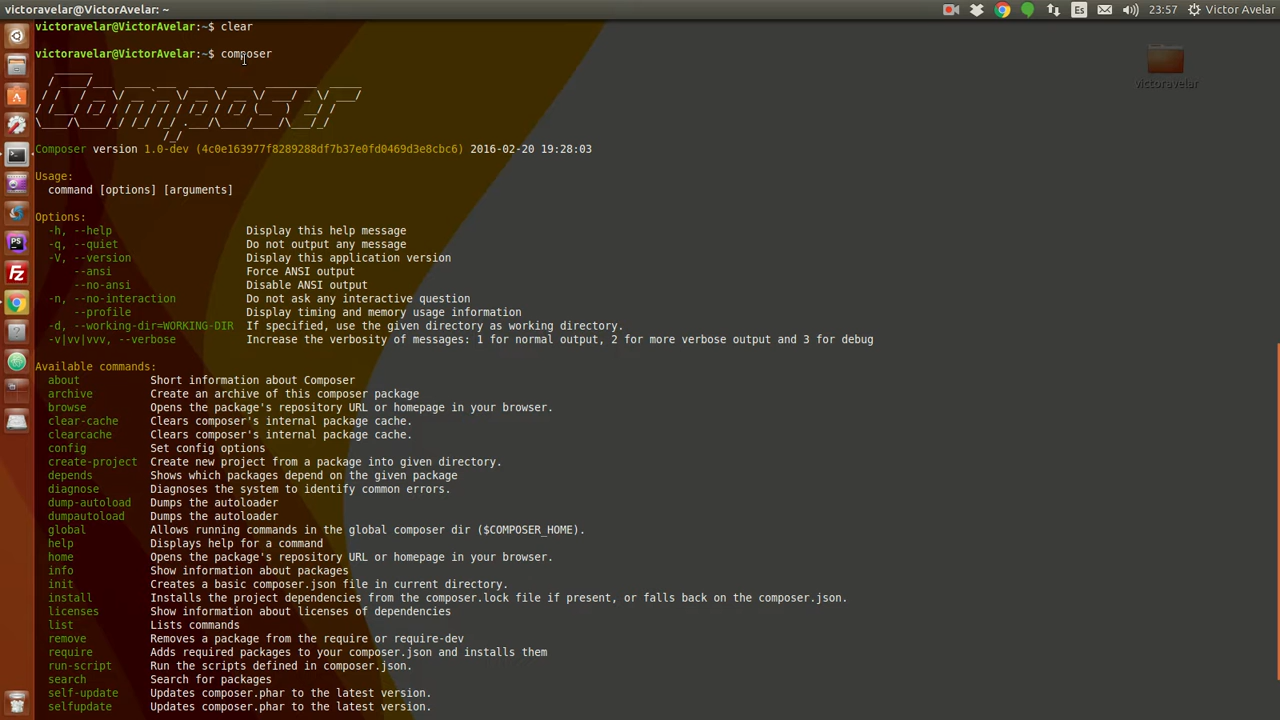 victoravelar@VictorAvelar: ~
Es
23:57
Victor Avelar
victoravelar@VictorAvelar:~$ clear
victoravelar@VictorAvelar:~$ composer
victoravelar
Composer
Composer version 1.0-dev (4c0e163977f8289288df7b37e0fd0469d3e8cbc6) 2016-02-20 19:28:03
Usage:
command [options] [arguments]
Options:
-h, --help Display this help message
-q, --quiet Do not output any message
-V, --version Display this application version
--ansi Force ANSI output
--no-ansi Disable ANSI output
-n, --no-interaction Do not ask any interactive question
--profile Display timing and memory usage information
-d, --working-dir=WORKING-DIR If specified, use the given directory as working directory.
-v|vv|vvv, --verbose Increase the verbosity of messages: 1 for normal output, 2 for more verbose output and 3 for debug
Available commands:
about Short information about Composer
archive Create an archive of this composer package
browse Opens the package's repository URL or homepage in your browser.
clear-cache Clears composer's internal package cache.
clearcache Clears composer's internal package cache.
config Set config options
create-project Create new project from a package into given directory.
depends Shows which packages depend on the given package
diagnose Diagnoses the system to identify common errors.
dump-autoload Dumps the autoloader
dumpautoload Dumps the autoloader
global Allows running commands in the global composer dir ($COMPOSER_HOME).
help Displays help for a command
home Opens the package's repository URL or homepage in your browser.
info Show information about packages
init Creates a basic composer.json file in current directory.
install Installs the project dependencies from the composer.lock file if present, or falls back on the composer.json.
licenses Show information about licenses of dependencies
list Lists commands
remove Removes a package from the require or require-dev
require Adds required packages to your composer.json and installs them
run-script Run the scripts defined in composer.json.
search Search for packages
self-update Updates composer.phar to the latest version.
selfupdate Updates composer.phar to the latest version.